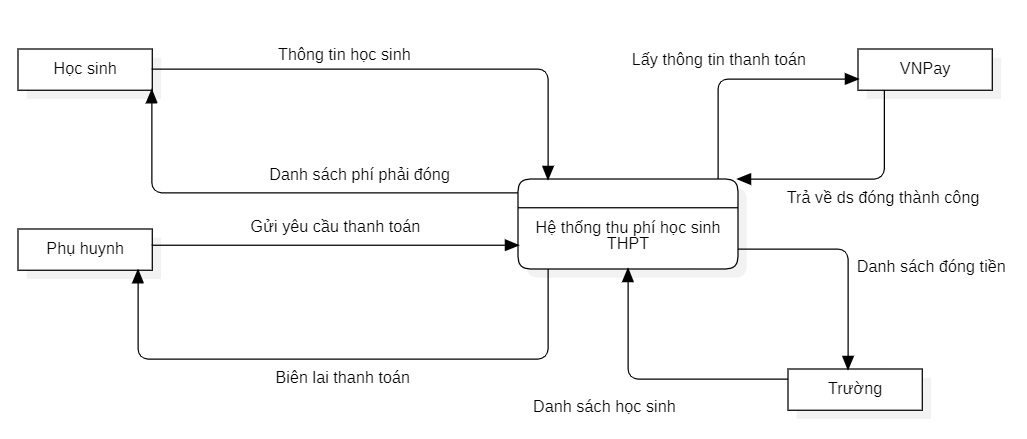 Học sinh
Thông tin học sinh
Lấy thông tin thanh toán
VNPay
Danh sách phí phải đóng
Trả về ds đóng thành công
Phụ huynh
Gửi yêu cầu thanh toán
Hệ thống thu phí học sinh
THPT
Danh sách đóng tiền
Biên lai thanh toán
Danh sách học sinh
Trường